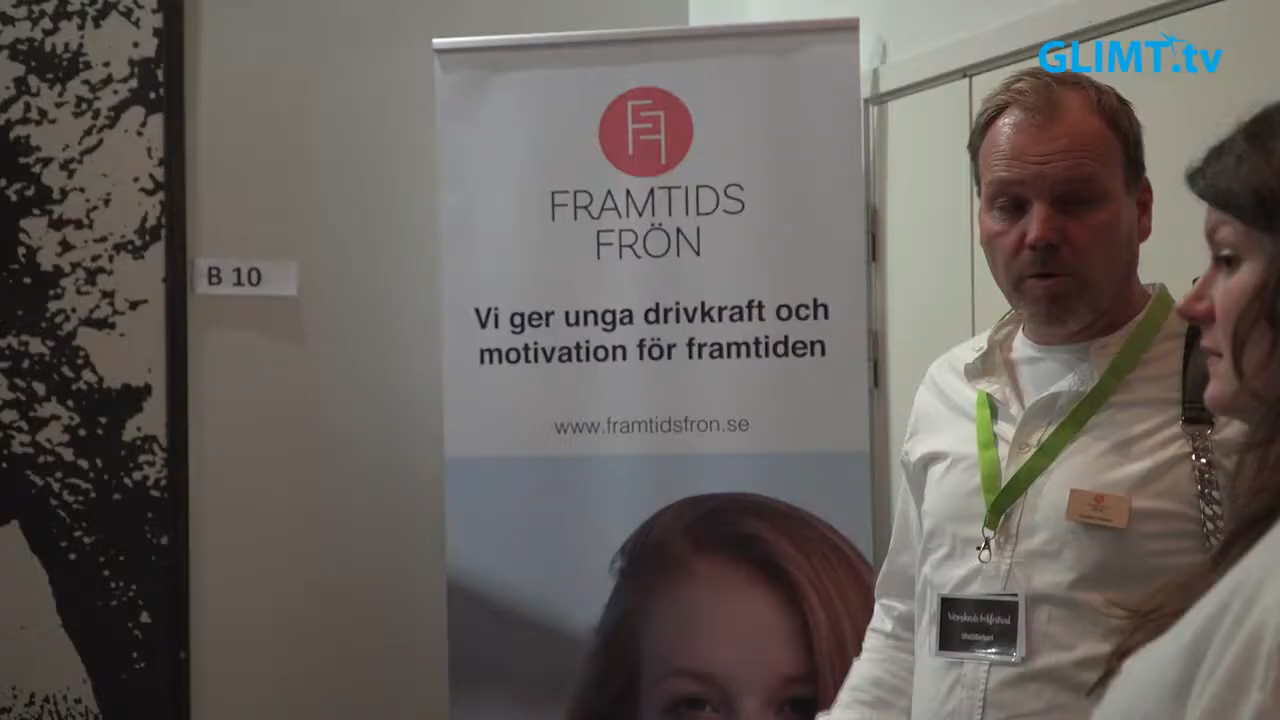 GLIMT.tv
FRAMTIDS
FRÖN
B 10
Vi ger unga drivkraft och
motivation för framtiden
www.framtidsfron.se